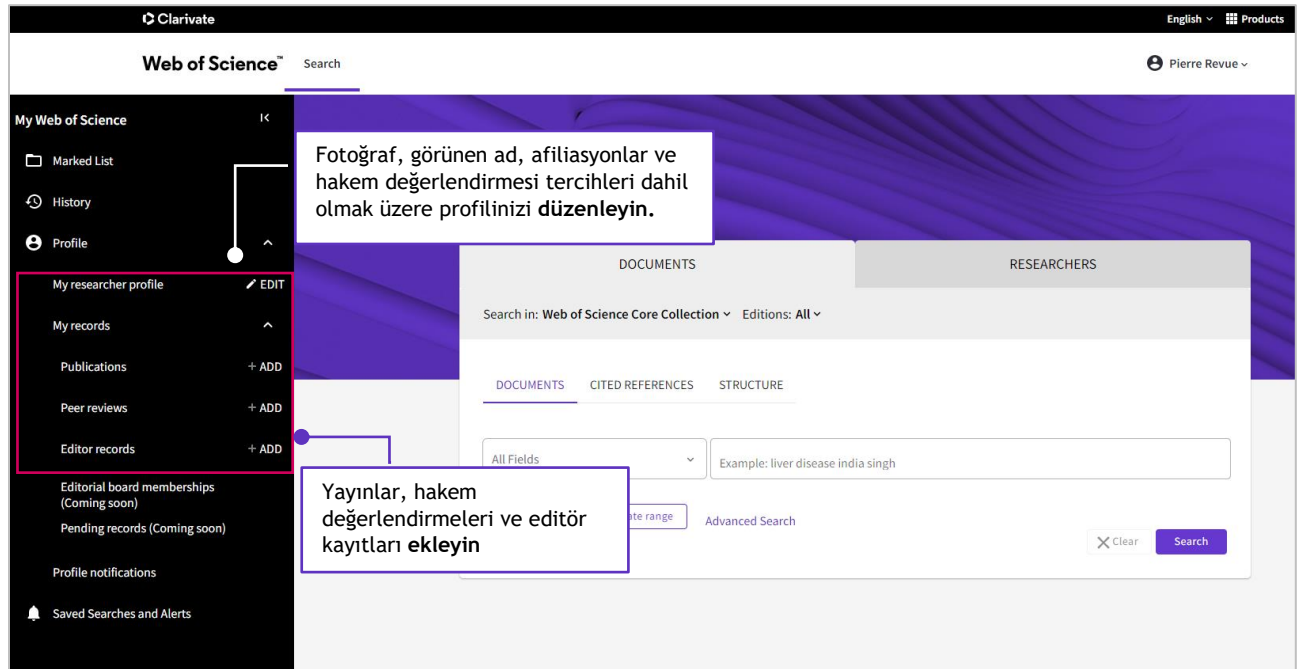 Clarivate
English
Products
Web of Science™
Search
Pierre Revue
My Web of Science
Marked List
History
Profile
My researcher profile
EDIT
My records
Publications
+ ADD
Peer reviews
+ ADD
Editor records
+ ADD
Editorial board memberships
(Coming soon)
Pending records (Coming soon)
Profile notifications
Saved Searches and Alerts
Fotoğraf, görünen ad, afiliasyonlar ve
hakem değerlendirmesi tercihleri dahil
olmak üzere profilinizi düzenleyin.
DOCUMENTS
RESEARCHERS
Search in: Web of Science Core Collection Editions: All
DOCUMENTS
CITED REFERENCES
STRUCTURE
All Fields
Example: liver disease india singh
Yayınlar, hakem
değerlendirmeleri ve editör
kayıtları ekleyin
range
Advanced Search
Clear
Search